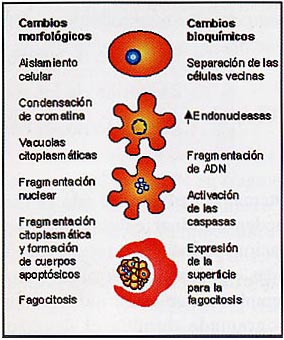 Cambios
morfológicos
Aislamiento
celular
Condensación
de cromatina
Vacuolas
citoplasmáticas
Fragmentación
nuclear
Fragmentación
citoplasmática
y formación
de cuerpos
apoptósicos
Fagocitosis
Cambios
bioquímicos
Separación de las
células vecinas
Endonucleasas
Fragmentación
de ADN
Activación
de las
caspasas
Expresión
de la
superficie
para la
fagocitosis